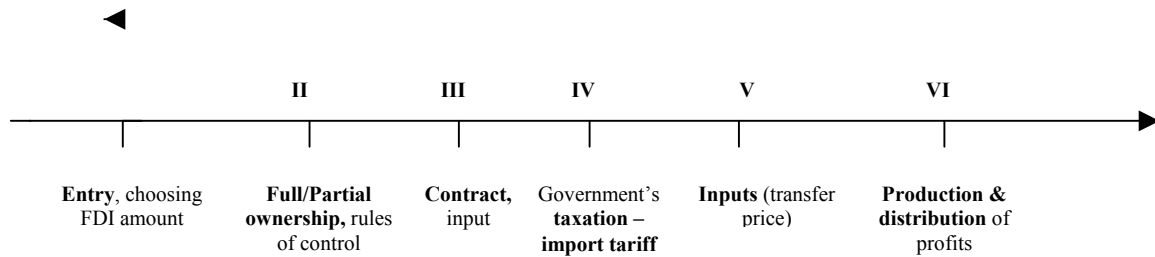 II III IV V VI
Entry, choosing
FDI amount
Full/Partial
ownership, rules
of control
Contract,
input
Government’s
taxation –
import tariff
Inputs (transfer
price)
Production &
distribution of
profits